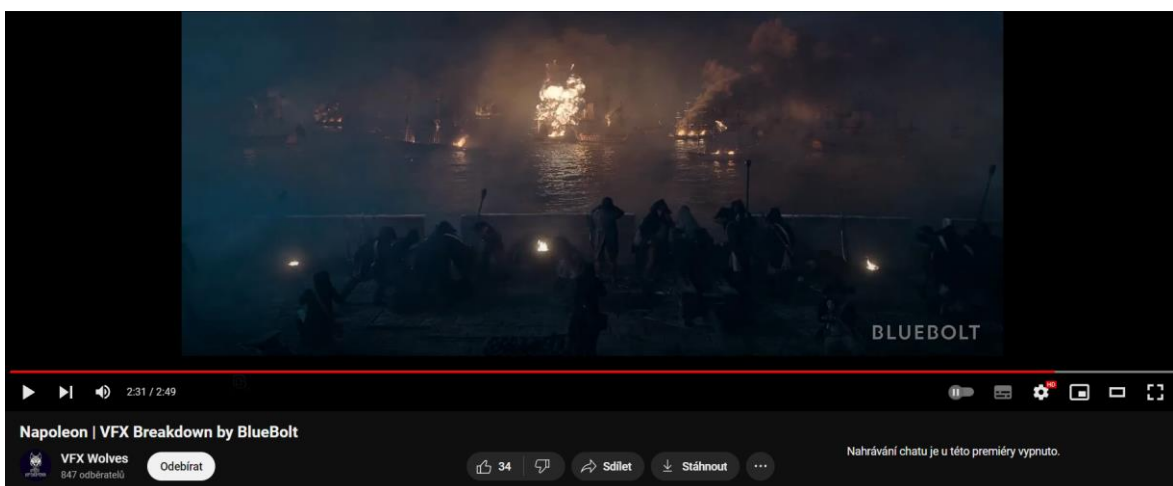 BLUEBOLT
2:31 / 2:49
HD
Napoleon | VFX Breakdown by BlueBolt
VFX Wolves
847 odběratelů
Odebírat
34
Sdílet
Stáhnout
Nahrávání chatu je u této premiéry vypnuto.